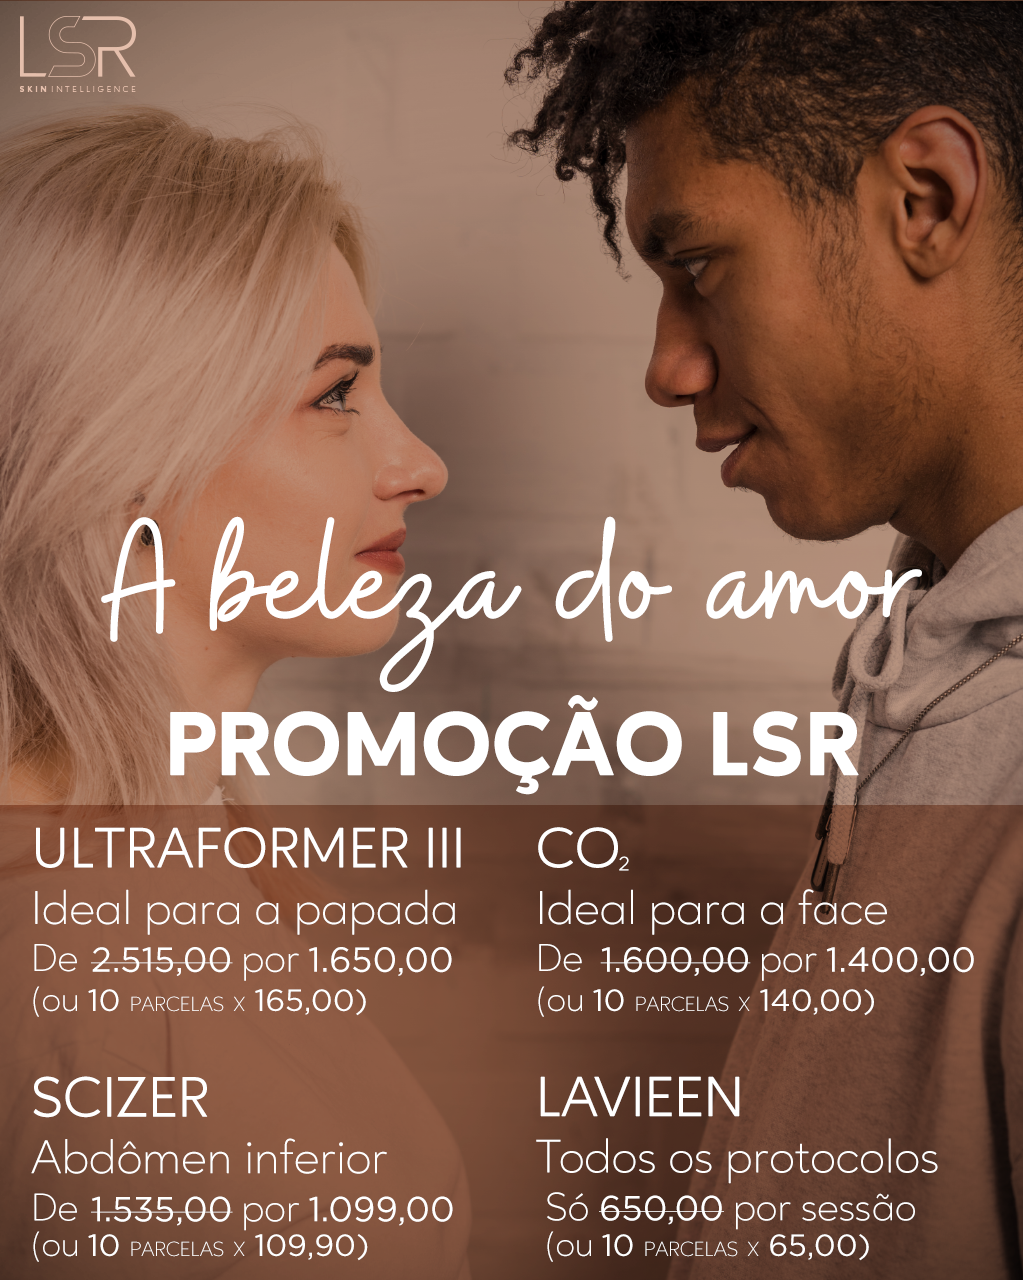 LSR
SKIN INTELLIGENCE
A beleza do amor
PROMOÇÃO LSR
ULTRAFORMER III
Ideal para a papada
De 2.515,00 por 1.650,00
(ou 10 PARCELAS X 165,00)
CO₂
Ideal para a face
De 1.600,00 por 1.400,00
(ou 10 PARCELAS X 140,00)
SCIZER
Abdômen inferior
De 1.535,00 por 1.099,00
(ou 10 PARCELAS X 109,90)
LAVIEEN
Todos os protocolos
Só 650,00 por sessão
(ou 10 PARCELAS X 65,00)